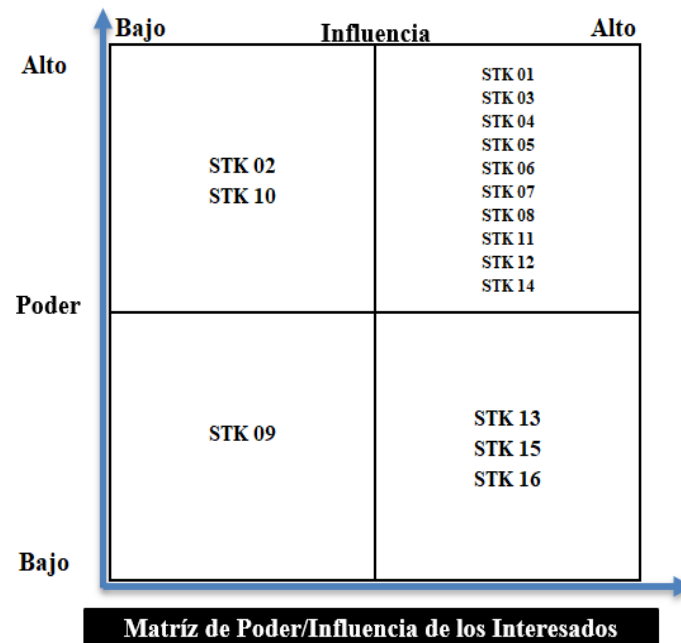 Bajo Influencia Alto
Alto
STK 01
STK 03
STK 04
STK 05
STK 06
STK 07
STK 08
STK 11
STK 12
STK 14
STK 02
STK 10
Poder
STK 09
STK 13
STK 15
STK 16
Bajo
Matríz de Poder/Influencia de los Interesados